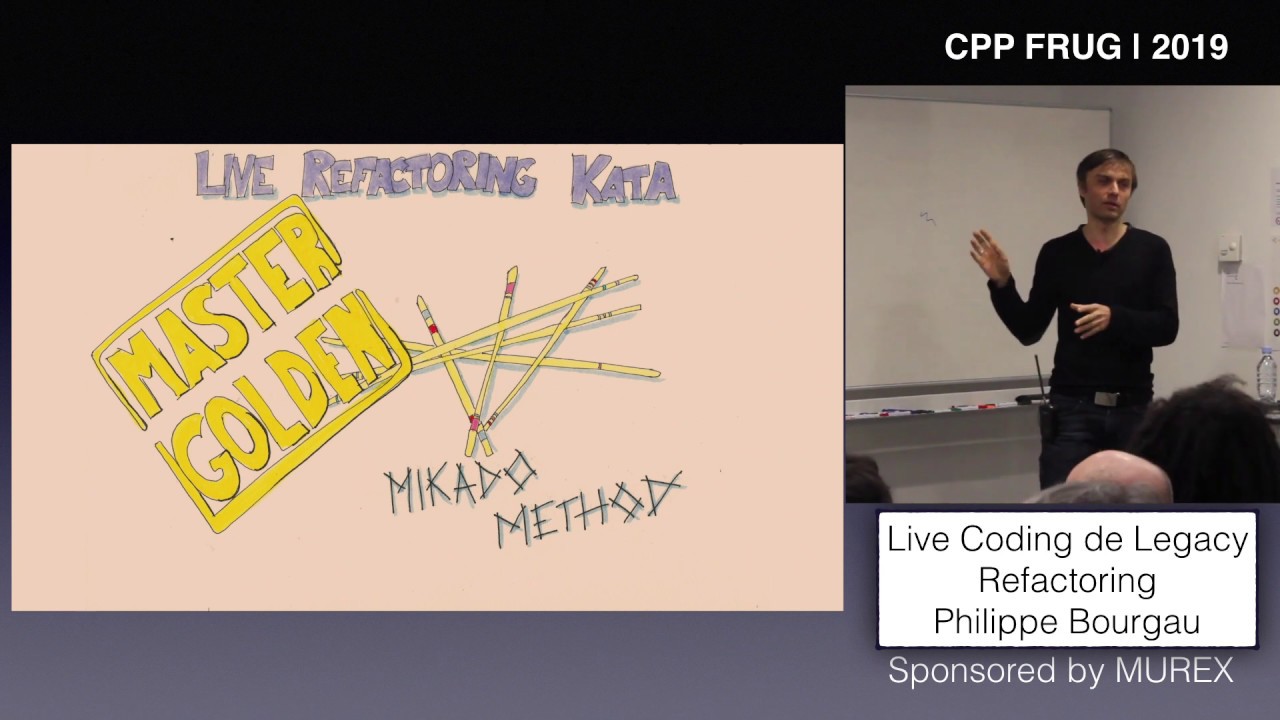 CPP FRUG | 2019
LIVE REFACTORING KATA
MASTER
GOLDEN
MIKADO
METHOD
Live Coding de Legacy
Refactoring
Philippe Bourgau
Sponsored by MUREX